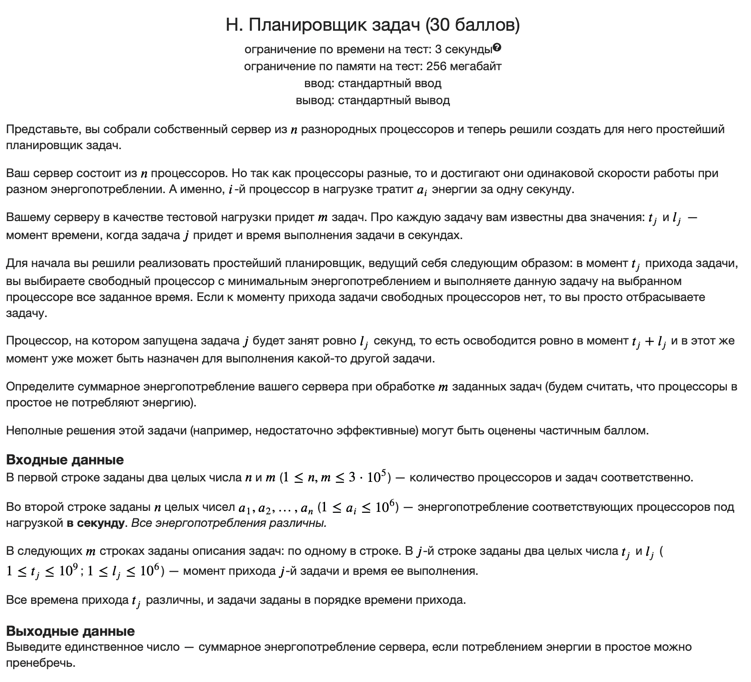 H. Планировщик задач (30 баллов)
ограничение по времени на тест: 3 секунды
ограничение по памяти на тест: 256 мегабайт
ввод: стандартный ввод
вывод: стандартный вывод
Представьте, вы собрали собственный сервер из n разнородных процессоров и теперь решили создать для него простейший
планировщик задач.
Ваш сервер состоит из n процессоров. Но так как процессоры разные, то и достигают они одинаковой скорости работы при
разном энергопотреблении. А именно, i-й процессор в нагрузке тратит a_i энергии за одну секунду.
Вашему серверу в качестве тестовой нагрузки придет m задач. Про каждую задачу вам известны два значения: t_j и l_j —
момент времени, когда задача j придет и время выполнения задачи в секундах.
Для начала вы решили реализовать простейший планировщик, ведущий себя следующим образом: в момент t_j прихода задачи,
вы выбираете свободный процессор с минимальным энергопотреблением и выполняете данную задачу на выбранном
процессоре все заданное время. Если к моменту прихода задачи свободных процессоров нет, то вы просто отбрасываете
задачу.
Процессор, на котором запущена задача j будет занят ровно l_j секунд, то есть освободится ровно в момент t_j + l_j и в этот же
момент уже может быть назначен для выполнения какой-то другой задачи.
Определите суммарное энергопотребление вашего сервера при обработке m заданных задач (будем считать, что процессоры в
простое не потребляют энергию).
Неполные решения этой задачи (например, недостаточно эффективные) могут быть оценены частичным баллом.
Входные данные
В первой строке заданы два целых числа n и m (1 ≤ n, m ≤ 3 · 10^5) — количество процессоров и задач соответственно.
Во второй строке заданы n целых чисел a_1, a_2, … , a_n (1 ≤ a_i ≤ 10^6) — энергопотребление соответствующих процессоров под
нагрузкой в секунду. Все энергопотребления различны.
В следующих m строках заданы описания задач: по одному в строке. В j-й строке заданы два целых числа t_j и l_j (
1 ≤ t_j ≤ 10^9; 1 ≤ l_j ≤ 10^6) — момент прихода j-й задачи и время ее выполнения.
Все времена прихода t_j различны, и задачи заданы в порядке времени прихода.
Выходные данные
Выведите единственное число — суммарное энергопотребление сервера, если потреблением энергии в простое можно
пренебречь.